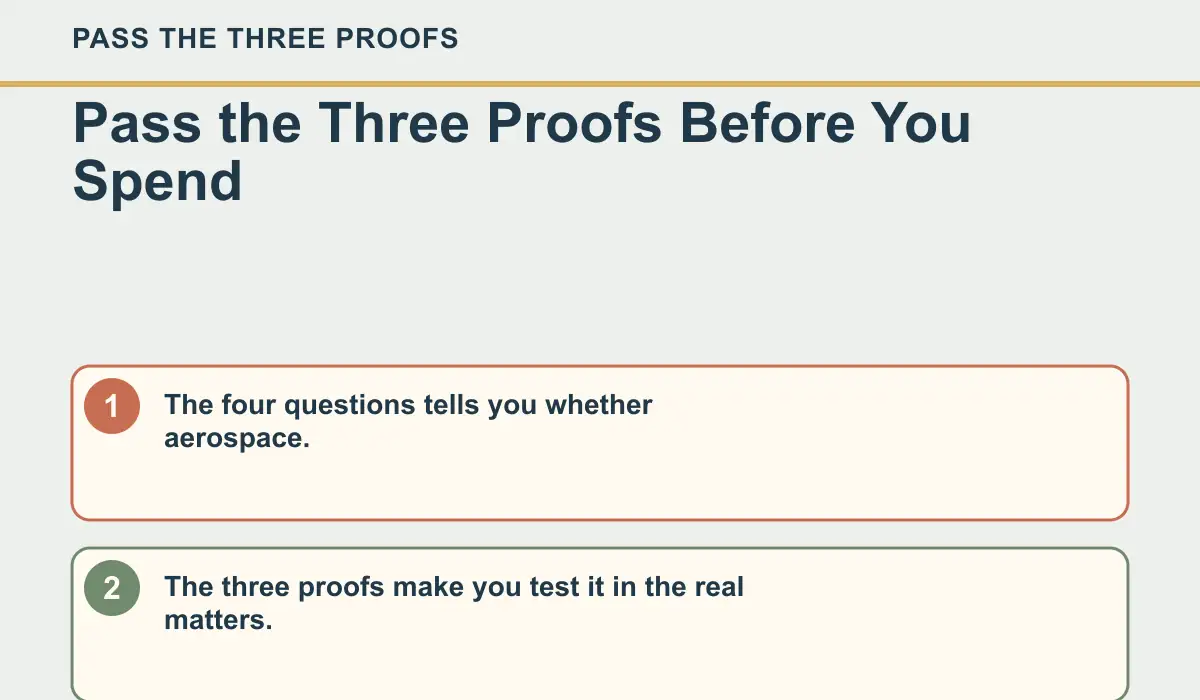 PASS THE THREE PROOFS
Pass the Three Proofs Before You
Spend
1
The four questions tells you whether
aerospace.
2
The three proofs make you test it in the real
matters.